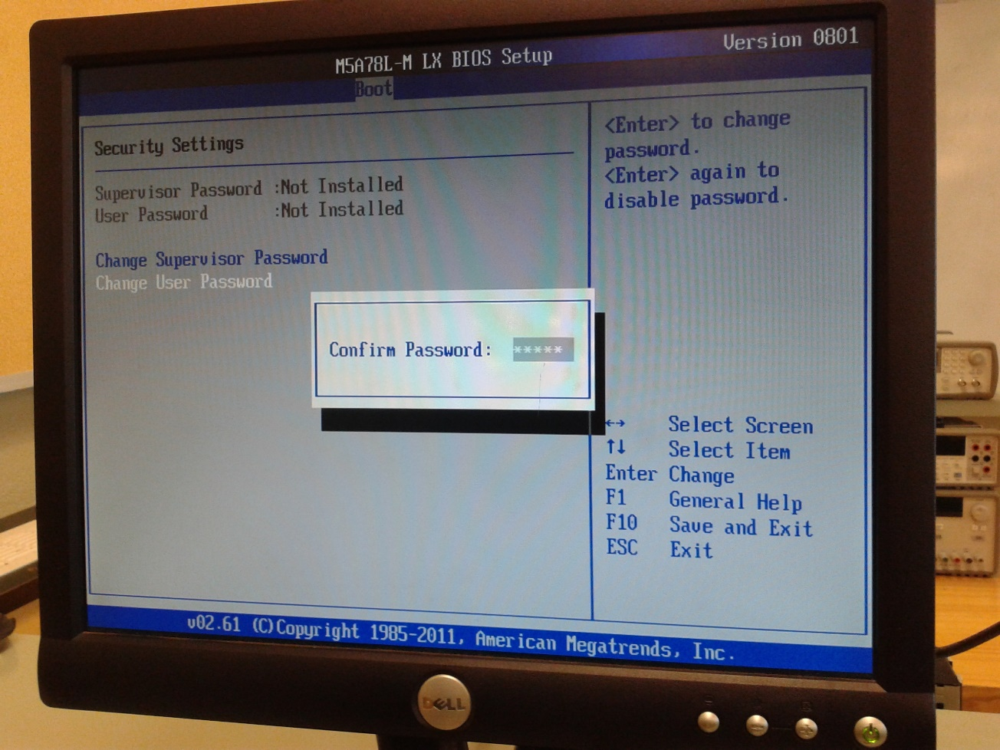 M5A78L-M LX BIOS Setup
Version 0801
Boot
Security Settings
Supervisor Password :Not Installed
User Password :Not Installed
Change Supervisor Password
Change User Password
Confirm Password: *****
<Enter> to change
password.
<Enter> again to
disable password.
←→ Select Screen
↑↓ Select Item
Enter Change
F1 General Help
F10 Save and Exit
ESC Exit
v02.61 (C)Copyright 1985-2011, American Megatrends, Inc.
DELL